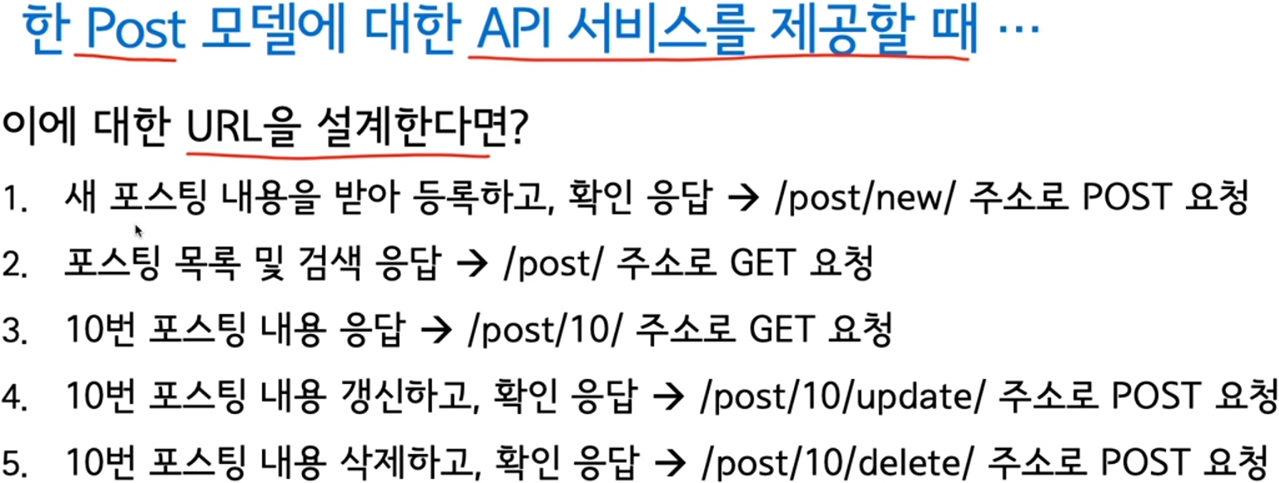 한 Post 모델에 대한 API 서비스를 제공할 때 …
이에 대한 URL을 설계한다면?
1. 새 포스팅 내용을 받아 등록하고, 확인 응답 → /post/new/ 주소로 POST 요청
2. 포스팅 목록 및 검색 응답 → /post/ 주소로 GET 요청
3. 10번 포스팅 내용 응답 → /post/10/ 주소로 GET 요청
4. 10번 포스팅 내용 갱신하고, 확인 응답 → /post/10/update/ 주소로 POST 요청
5. 10번 포스팅 내용 삭제하고, 확인 응답 → /post/10/delete/ 주소로 POST 요청